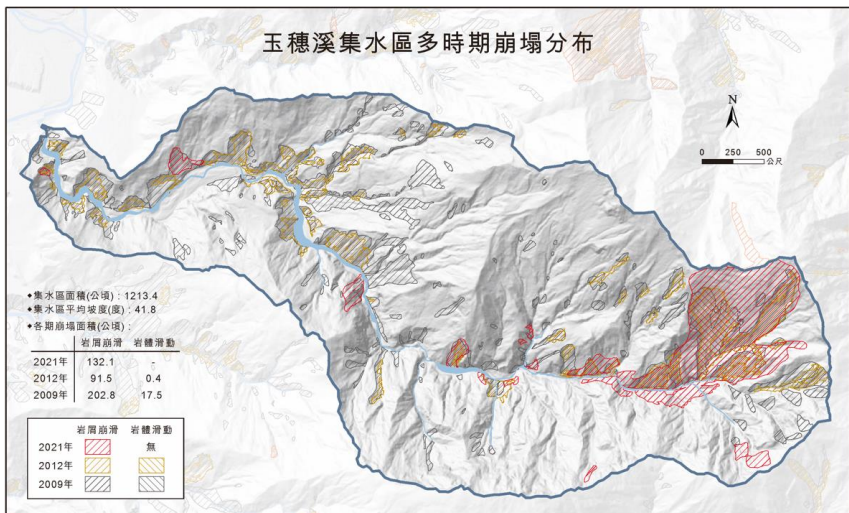 玉穗溪集水區多時期崩塌分布
N
0 250 500
公尺
◆集水區面積(公頃)：1213.4
◆集水區平均坡度(度)：41.8
◆各期崩塌面積(公頃)：
岩屑崩滑 岩體滑動
2021年 132.1 -
2012年 91.5 0.4
2009年 202.8 17.5
岩屑崩滑 岩體滑動
2021年 無
2012年
2009年